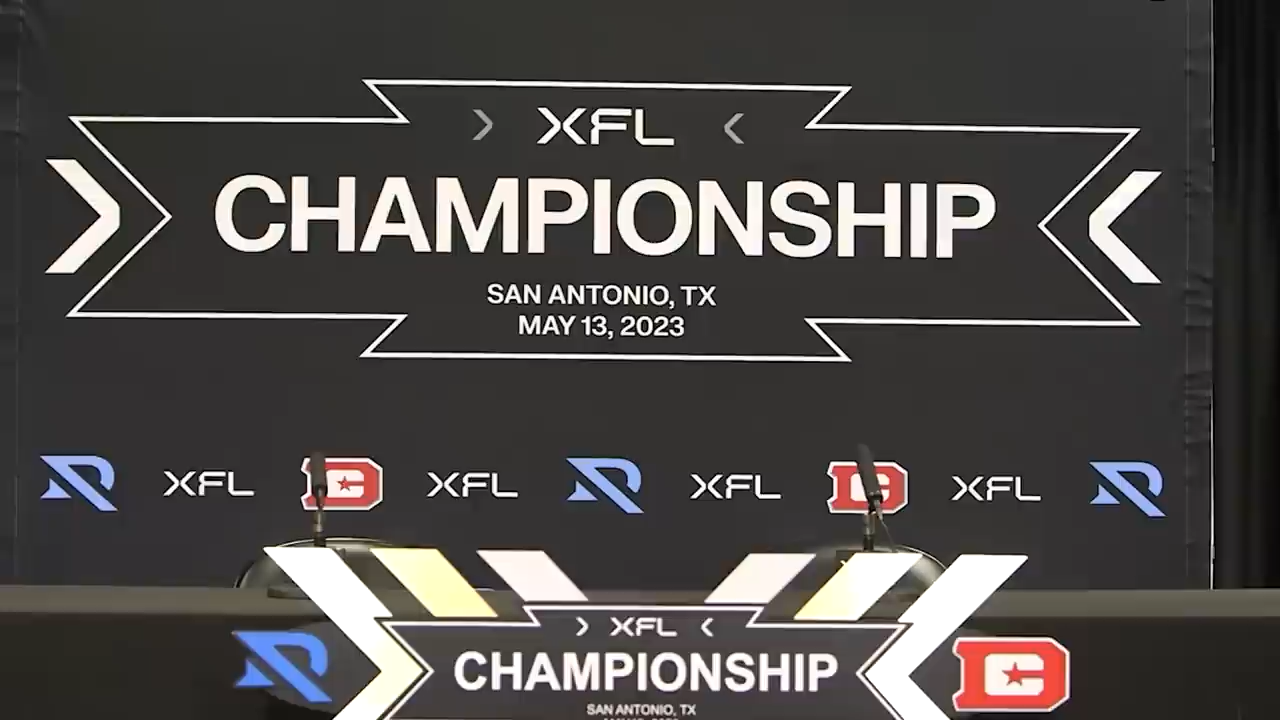 XFL
CHAMPIONSHIP
SAN ANTONIO, TX
MAY 13, 2023
XFL XFL XFL XFL
XFL
CHAMPIONSHIP
SAN ANTONIO, TX